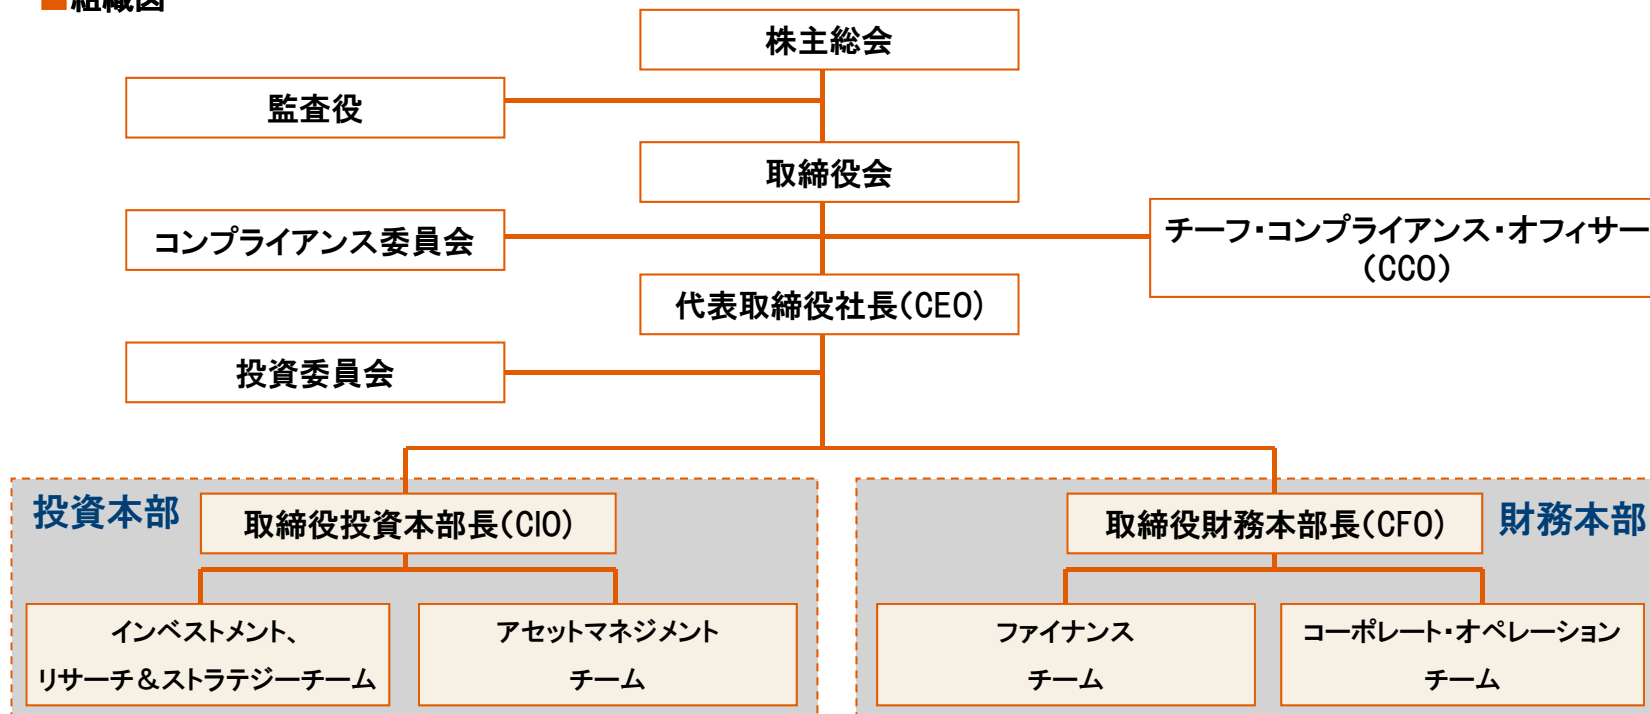 ■組織図
株主総会
監査役
取締役会
コンプライアンス委員会
チーフ・コンプライアンス・オフィサー
（CCO）
代表取締役社長（CEO）
投資委員会
投資本部
取締役投資本部長（CIO）
取締役財務本部長（CFO）
財務本部
インベストメント、
リサーチ＆ストラテジーチーム
アセットマネジメント
チーム
ファイナンス
チーム
コーポレート・オペレーション
チーム